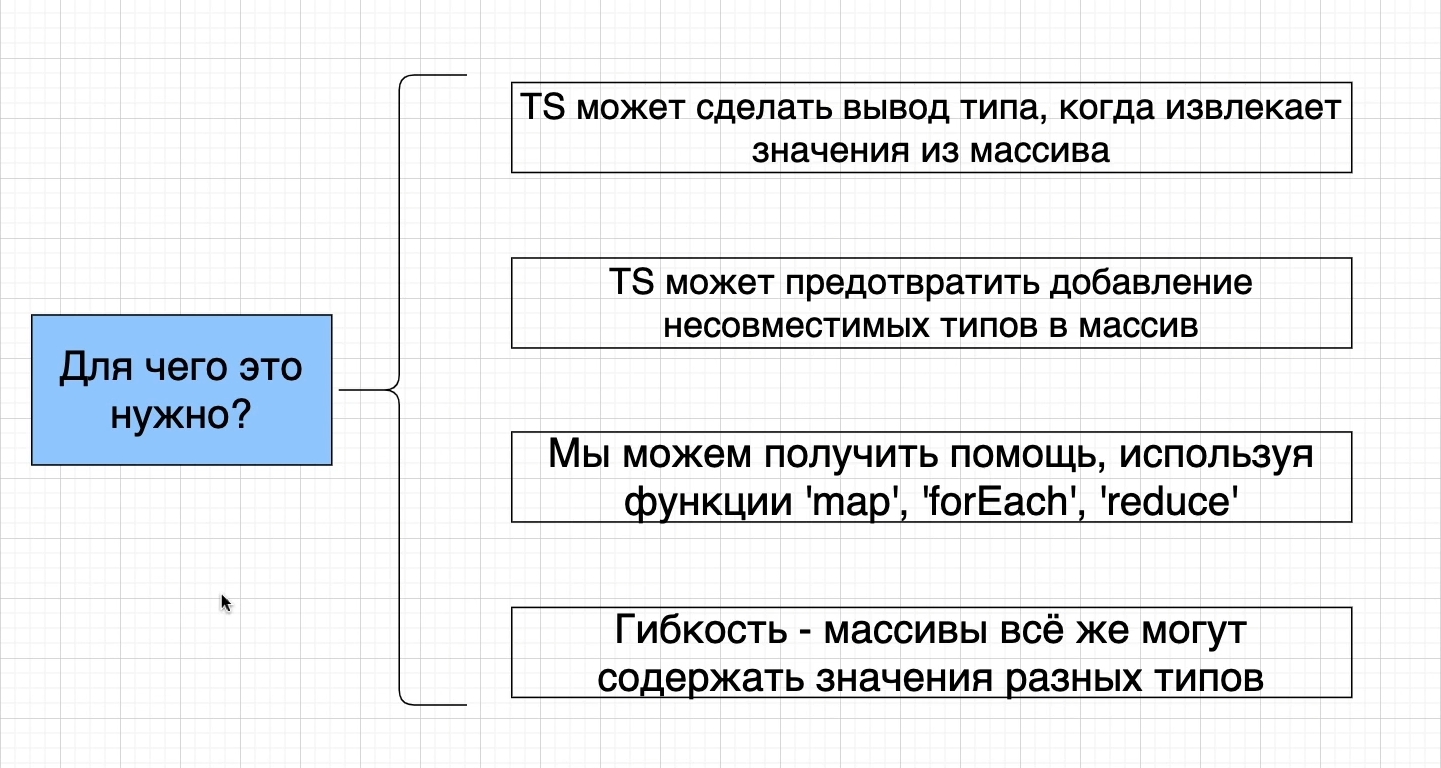 Для чего это
нужно?
TS может сделать вывод типа, когда извлекает
значения из массива
TS может предотвратить добавление
несовместимых типов в массив
Мы можем получить помощь, используя
функции 'map', 'forEach', 'reduce'
Гибкость - массивы всё же могут
содержать значения разных типов